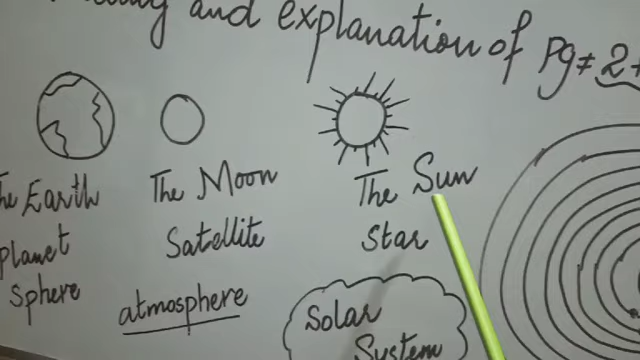 and explanation of Pg# 2
The Earth
Planet
Sphere
The Moon
Satellite
atmosphere
The Sun
Star
Solar
System